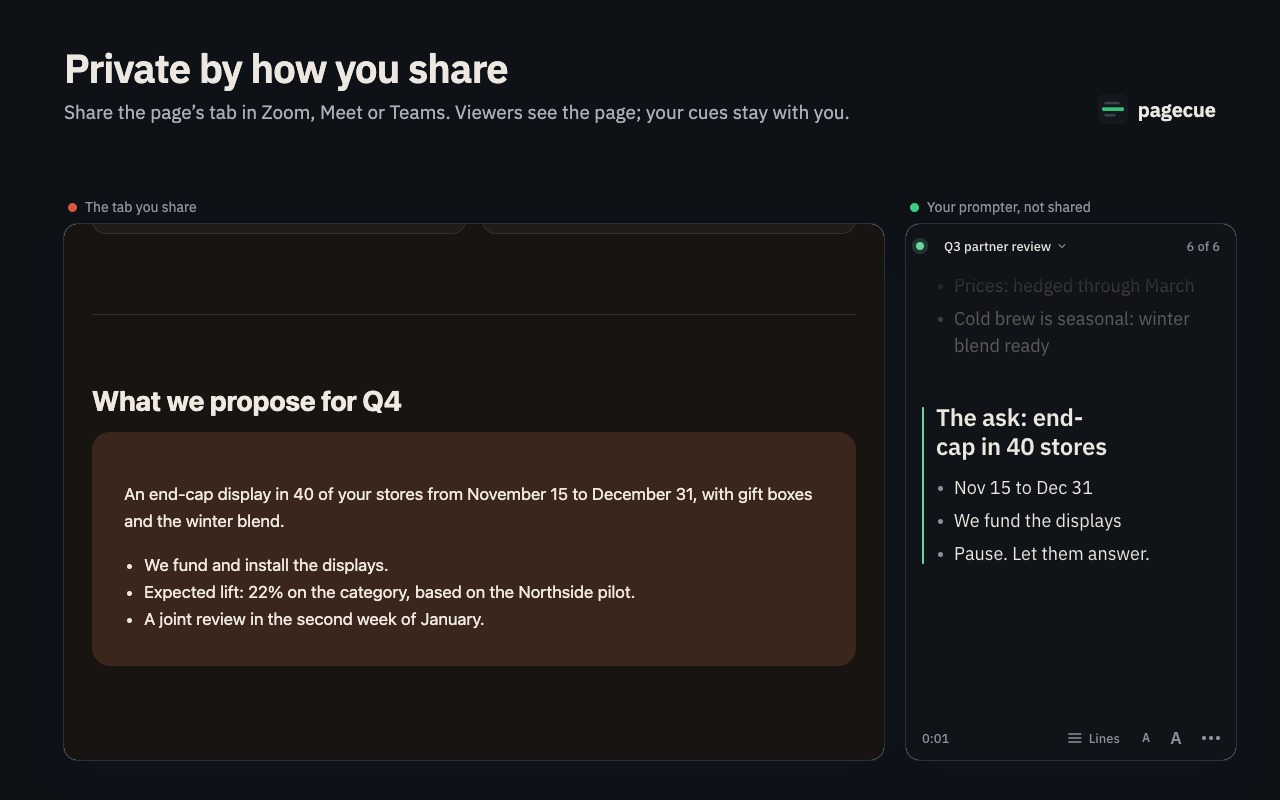 Private by how you share
Share the page’s tab in Zoom, Meet or Teams. Viewers see the page; your cues stay with you.
pagecue
The tab you share
What we propose for Q4
An end-cap display in 40 of your stores from November 15 to December 31, with gift boxes
and the winter blend.
• We fund and install the displays.
• Expected lift: 22% on the category, based on the Northside pilot.
• A joint review in the second week of January.
Your prompter, not shared
Q3 partner review
6 of 6
• Prices: hedged through March
• Cold brew is seasonal: winter
blend ready
The ask: end-
cap in 40 stores
• Nov 15 to Dec 31
• We fund the displays
• Pause. Let them answer.
0:01
Lines
A
A